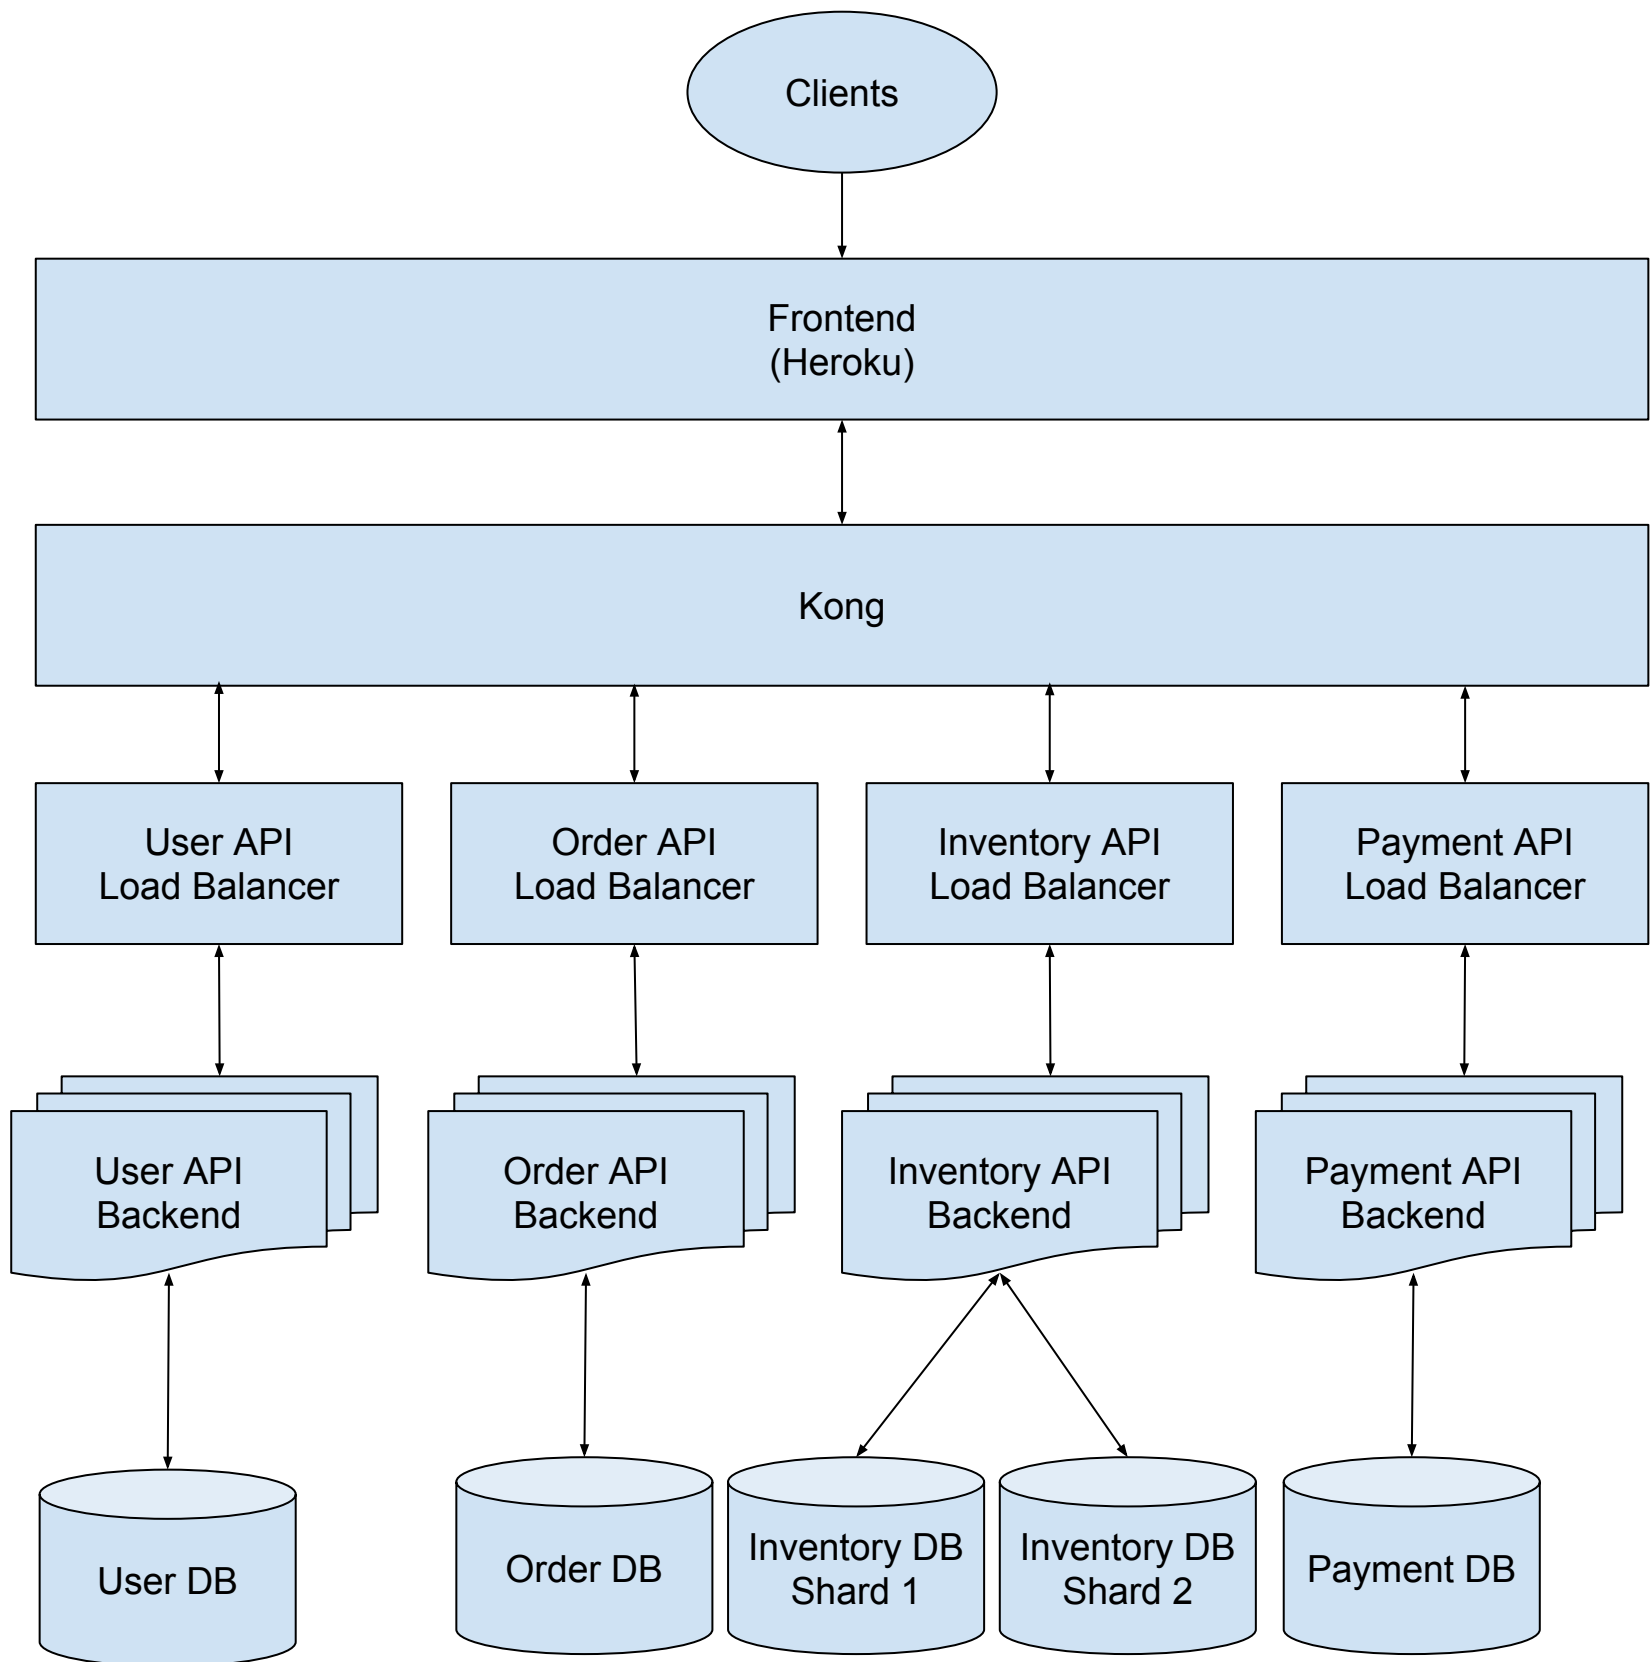 Clients
Frontend
(Heroku)
Kong
User API
Load Balancer
Order API
Load Balancer
Inventory API
Load Balancer
Payment API
Load Balancer
User API
Backend
Order API
Backend
Inventory API
Backend
Payment API
Backend
User DB
Order DB
Inventory DB
Shard 1
Inventory DB
Shard 2
Payment DB